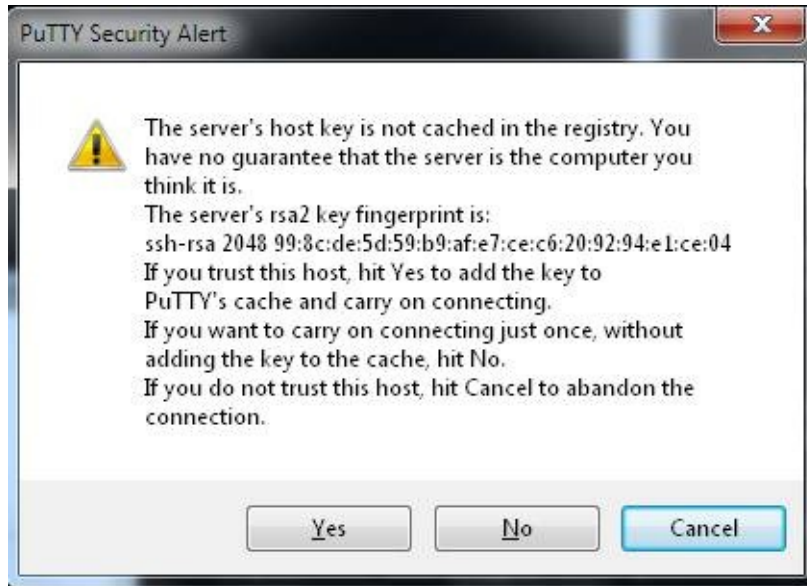 PuTTY Security Alert
The server's host key is not cached in the registry. You
have no guarantee that the server is the computer you
think it is.
The server's rsa2 key fingerprint is:
ssh-rsa 2048 99:8c:de:5d:59:b9:af:e7:ce:c6:20:92:94:e1:ce:04
If you trust this host, hit Yes to add the key to
PuTTY's cache and carry on connecting.
If you want to carry on connecting just once, without
adding the key to the cache, hit No.
If you do not trust this host, hit Cancel to abandon the
connection.
Yes No Cancel